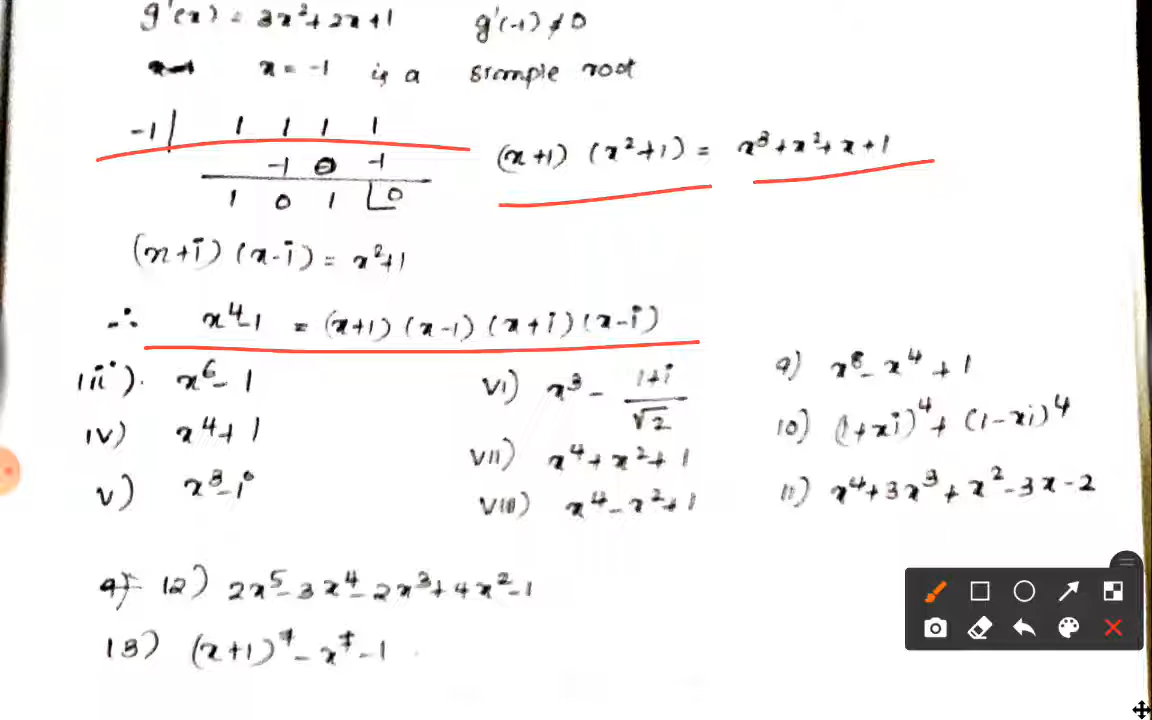 g'(x) = 3x²+2x+1 g'(-1) ≠ 0
x = -1 is a simple root
-1 | 1 1 1 1
-1 0 -1
1 0 1 |0
(x+1) (x²+1) = x³+x²+x+1
(x+i) (x-i) = x²+1
∴ x⁴-1 = (x+1) (x-1) (x+i) (x-i)
iii). x⁶-1
iv) x⁴+1
v) x³-i
vi) x³ - (1+i)/√2
vii) x⁴+x²+1
viii) x⁴-x²+1
9) x⁸-x⁴+1
10) (1+xi)⁴+(1-xi)⁴
11) x⁴+3x³+x²-3x-2
12) 2x⁵-3x⁴-2x³+4x²-1
13) (x+1)⁷-x⁷-1